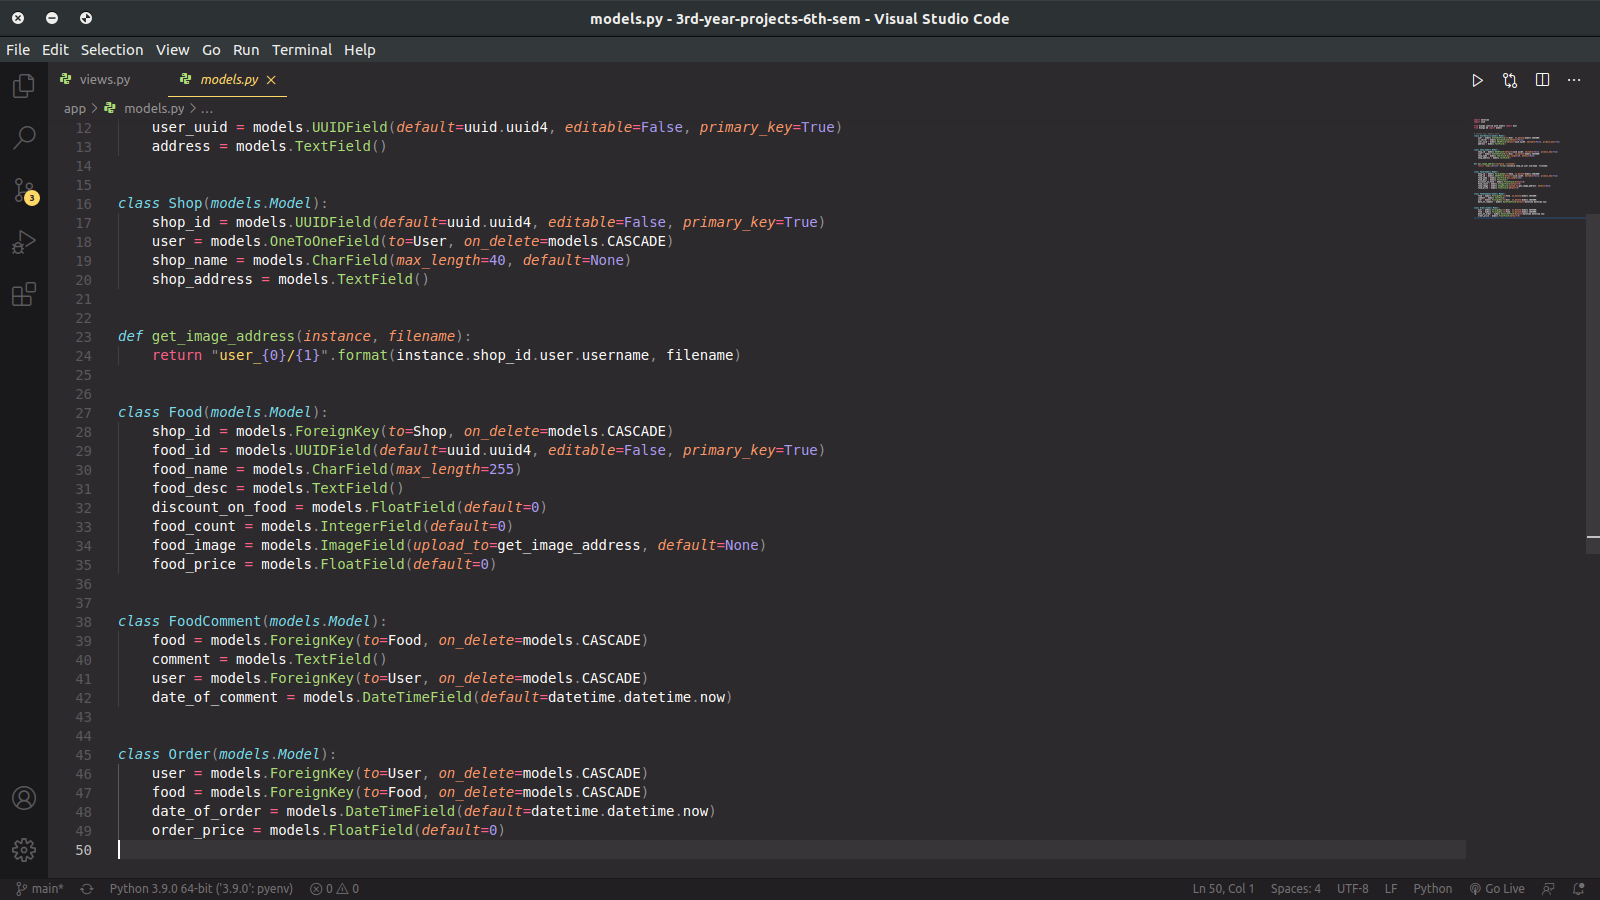 models.py - 3rd-year-projects-6th-sem - Visual Studio Code
File Edit Selection View Go Run Terminal Help
views.py models.py
app > models.py > ...
12 user_uuid = models.UUIDField(default=uuid.uuid4, editable=False, primary_key=True)
13 address = models.TextField()
14
15
16 class Shop(models.Model):
17 shop_id = models.UUIDField(default=uuid.uuid4, editable=False, primary_key=True)
18 user = models.OneToOneField(to=User, on_delete=models.CASCADE)
19 shop_name = models.CharField(max_length=40, default=None)
20 shop_address = models.TextField()
21
22
23 def get_image_address(instance, filename):
24 return "user_{0}/{1}".format(instance.shop_id.user.username, filename)
25
26
27 class Food(models.Model):
28 shop_id = models.ForeignKey(to=Shop, on_delete=models.CASCADE)
29 food_id = models.UUIDField(default=uuid.uuid4, editable=False, primary_key=True)
30 food_name = models.CharField(max_length=255)
31 food_desc = models.TextField()
32 discount_on_food = models.FloatField(default=0)
33 food_count = models.IntegerField(default=0)
34 food_image = models.ImageField(upload_to=get_image_address, default=None)
35 food_price = models.FloatField(default=0)
36
37
38 class FoodComment(models.Model):
39 food = models.ForeignKey(to=Food, on_delete=models.CASCADE)
40 comment = models.TextField()
41 user = models.ForeignKey(to=User, on_delete=models.CASCADE)
42 date_of_comment = models.DateTimeField(default=datetime.datetime.now)
43
44
45 class Order(models.Model):
46 user = models.ForeignKey(to=User, on_delete=models.CASCADE)
47 food = models.ForeignKey(to=Food, on_delete=models.CASCADE)
48 date_of_order = models.DateTimeField(default=datetime.datetime.now)
49 order_price = models.FloatField(default=0)
50
3
main* Python 3.9.0 64-bit ('3.9.0': pyenv) 0 0 Ln 50, Col 1 Spaces: 4 UTF-8 LF Python Go Live